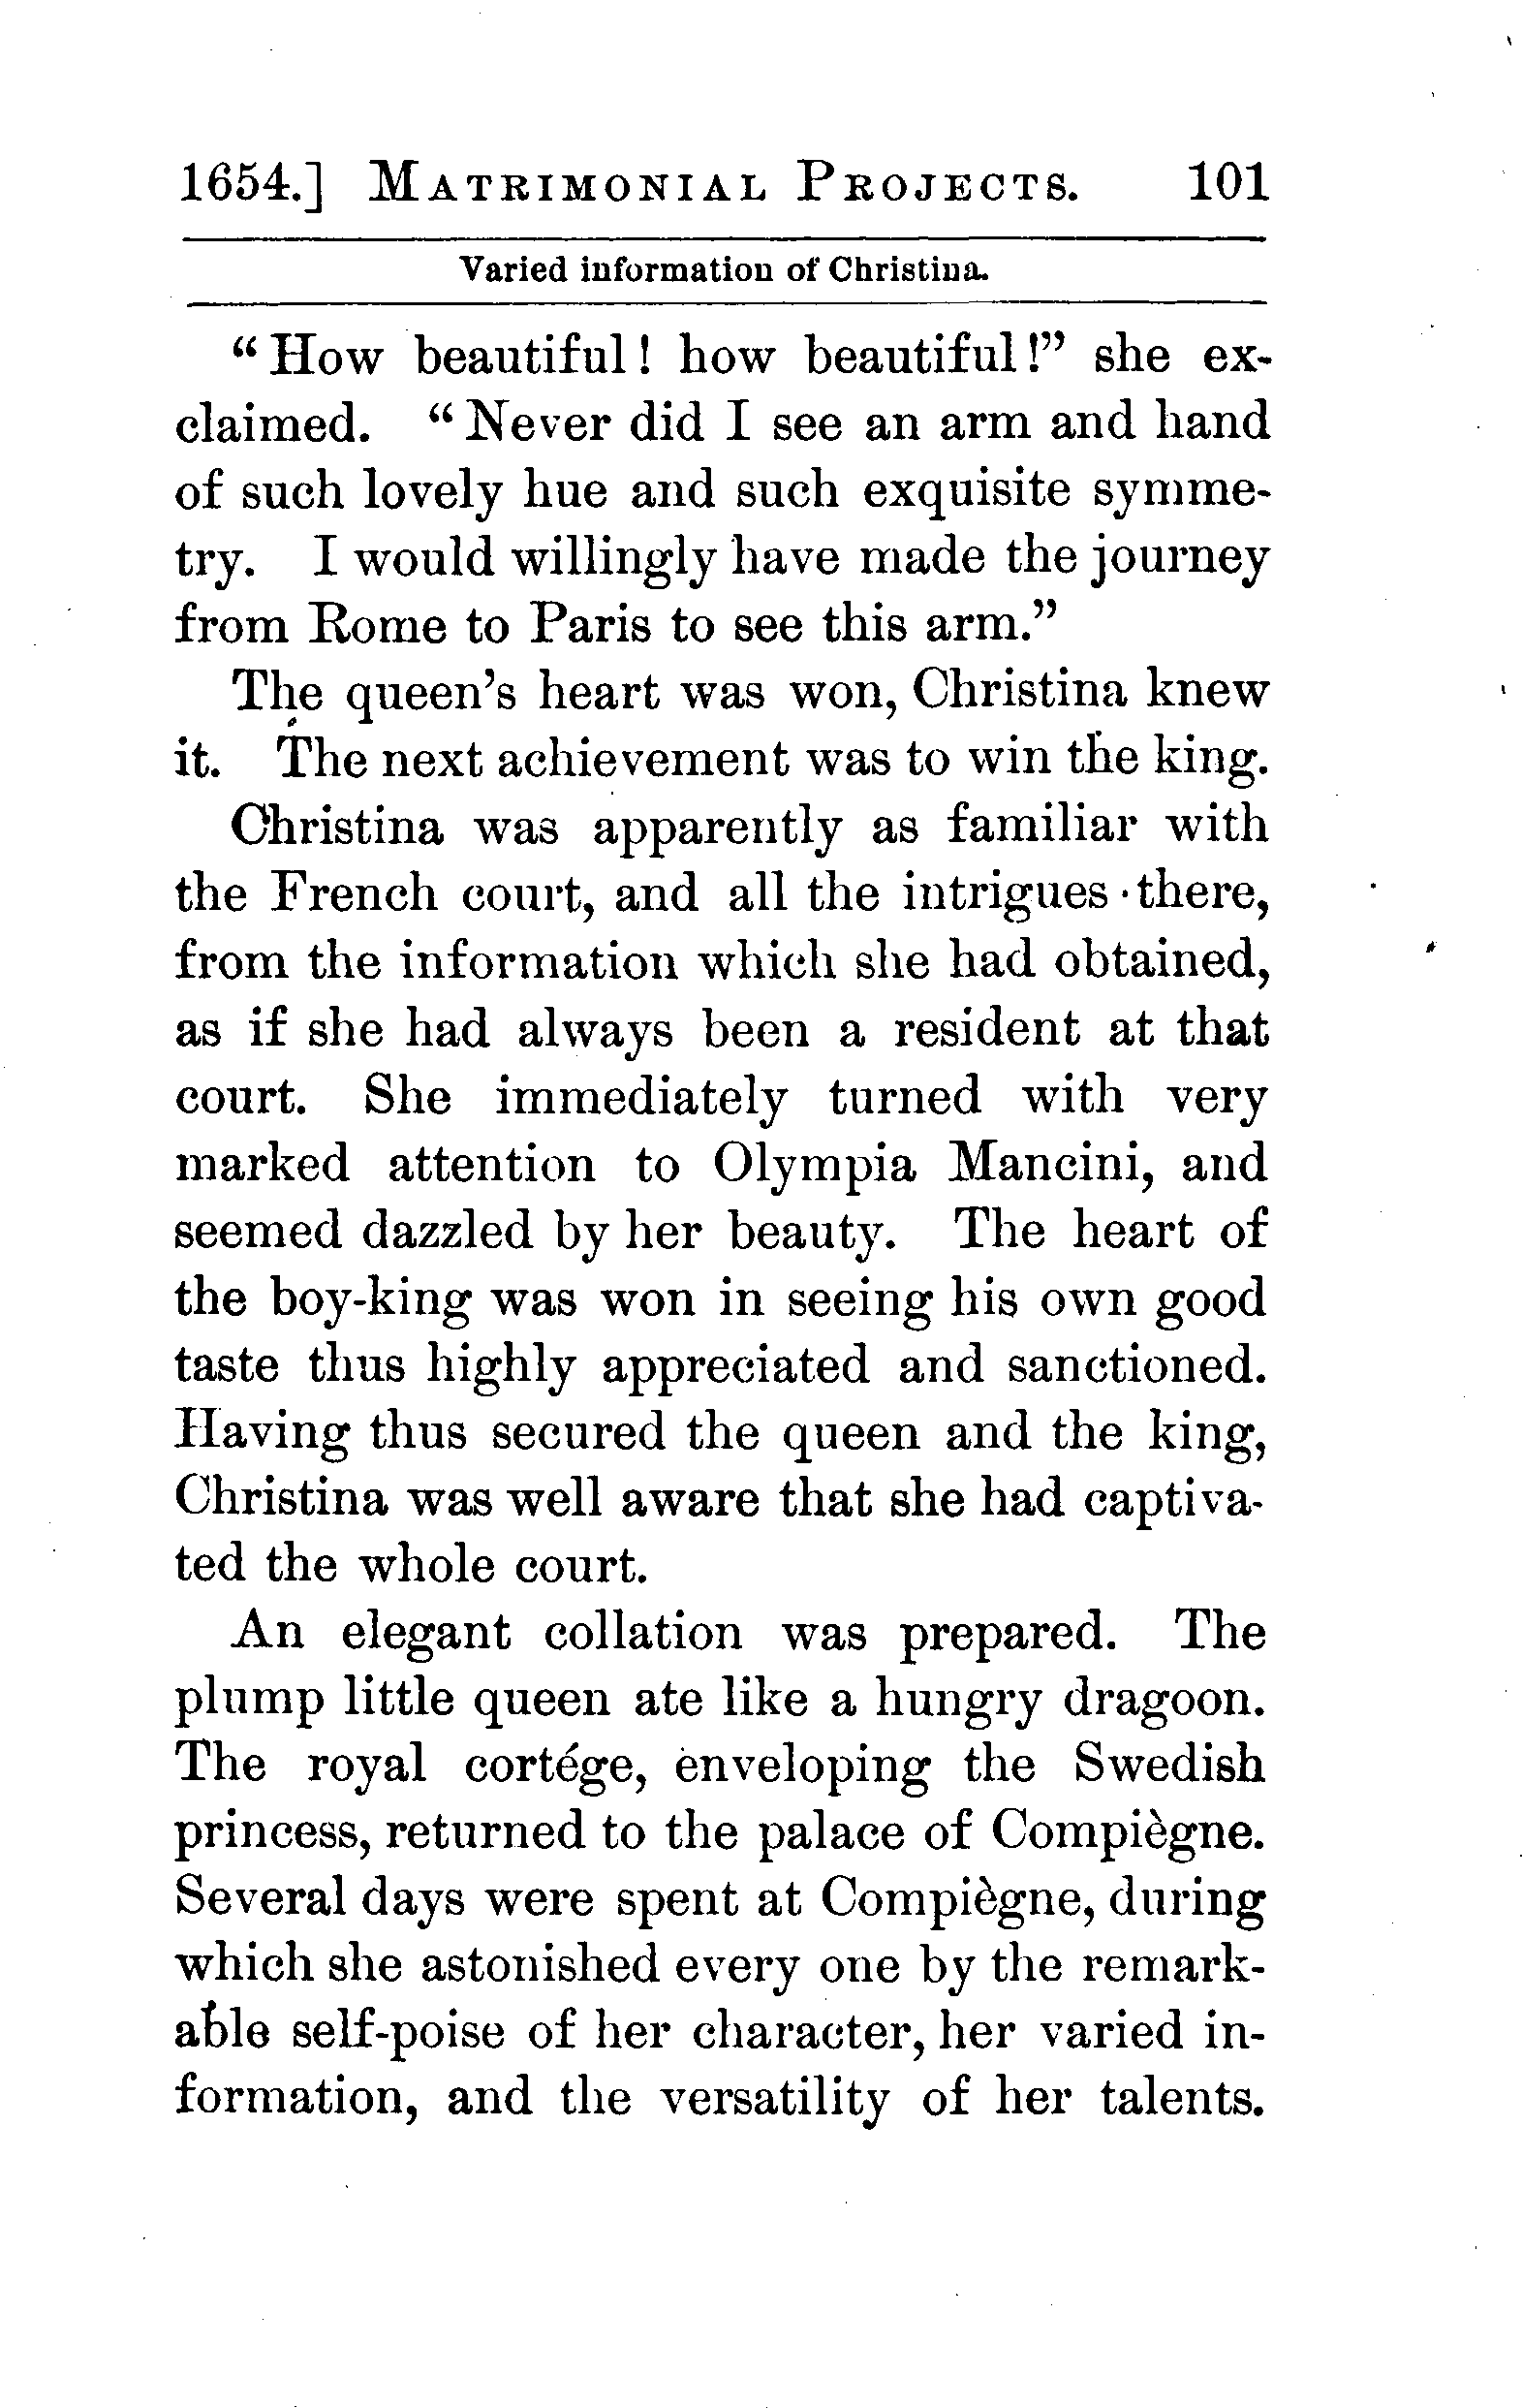 1654.] MATRIMONIAL PROJECTS. 101
Varied information of Christina.
"How beautiful! how beautiful!" she ex-
claimed. "Never did I see an arm and hand
of such lovely hue and such exquisite symme-
try. I would willingly have made the journey
from Rome to Paris to see this arm."
The queen's heart was won, Christina knew
it. The next achievement was to win the king.
Christina was apparently as familiar with
the French court, and all the intrigues there,
from the information which she had obtained,
as if she had always been a resident at that
court. She immediately turned with very
marked attention to Olympia Mancini, and
seemed dazzled by her beauty. The heart of
the boy-king was won in seeing his own good
taste thus highly appreciated and sanctioned.
Having thus secured the queen and the king,
Christina was well aware that she had captiva-
ted the whole court.
An elegant collation was prepared. The
plump little queen ate like a hungry dragoon.
The royal cortége, enveloping the Swedish
princess, returned to the palace of Compiègne.
Several days were spent at Compiègne, during
which she astonished every one by the remark-
able self-poise of her character, her varied in-
formation, and the versatility of her talents.